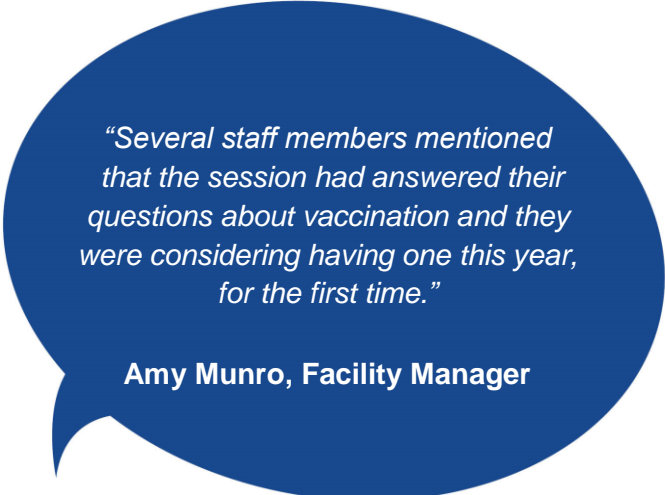 “Several staff members mentioned
that the session had answered their
questions about vaccination and they
were considering having one this year,
for the first time.”
Amy Munro, Facility Manager